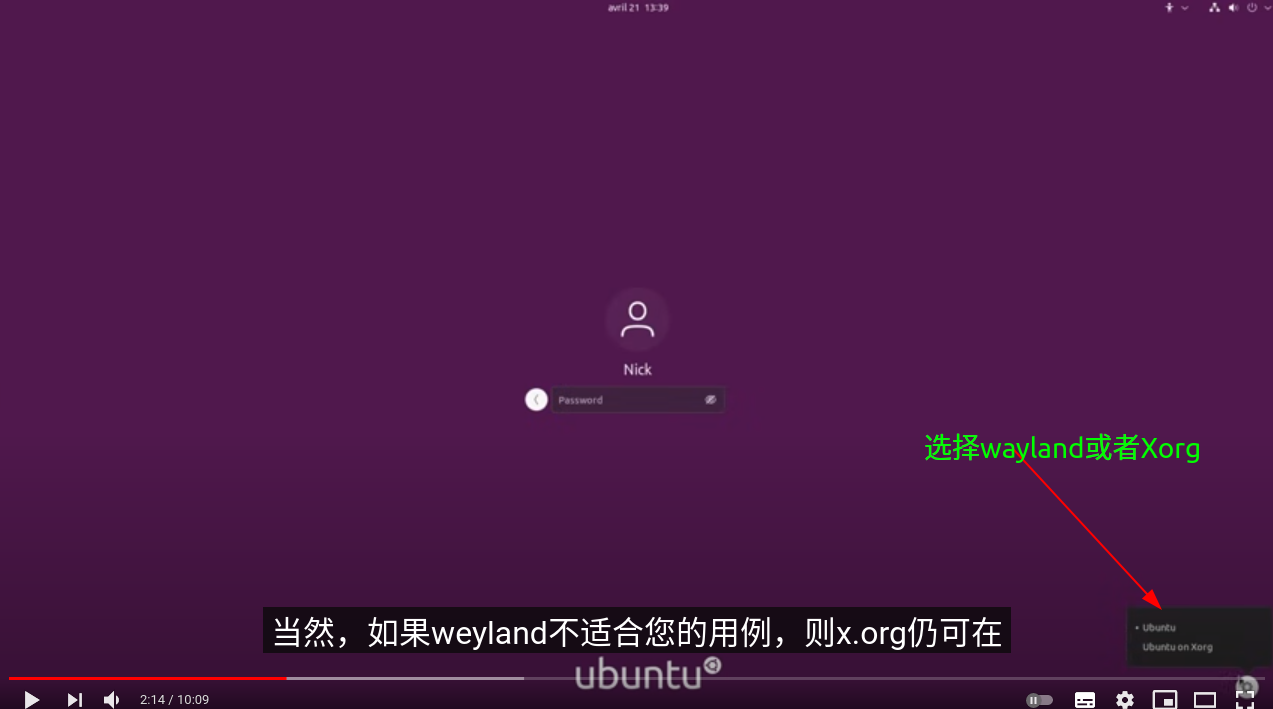 avril 21 13:39
Nick
Password
选择wayland或者Xorg
Ubuntu
Ubuntu on Xorg
当然，如果weyland不适合您的用例，则x.org仍可在
ubuntu
2:14 / 10:09